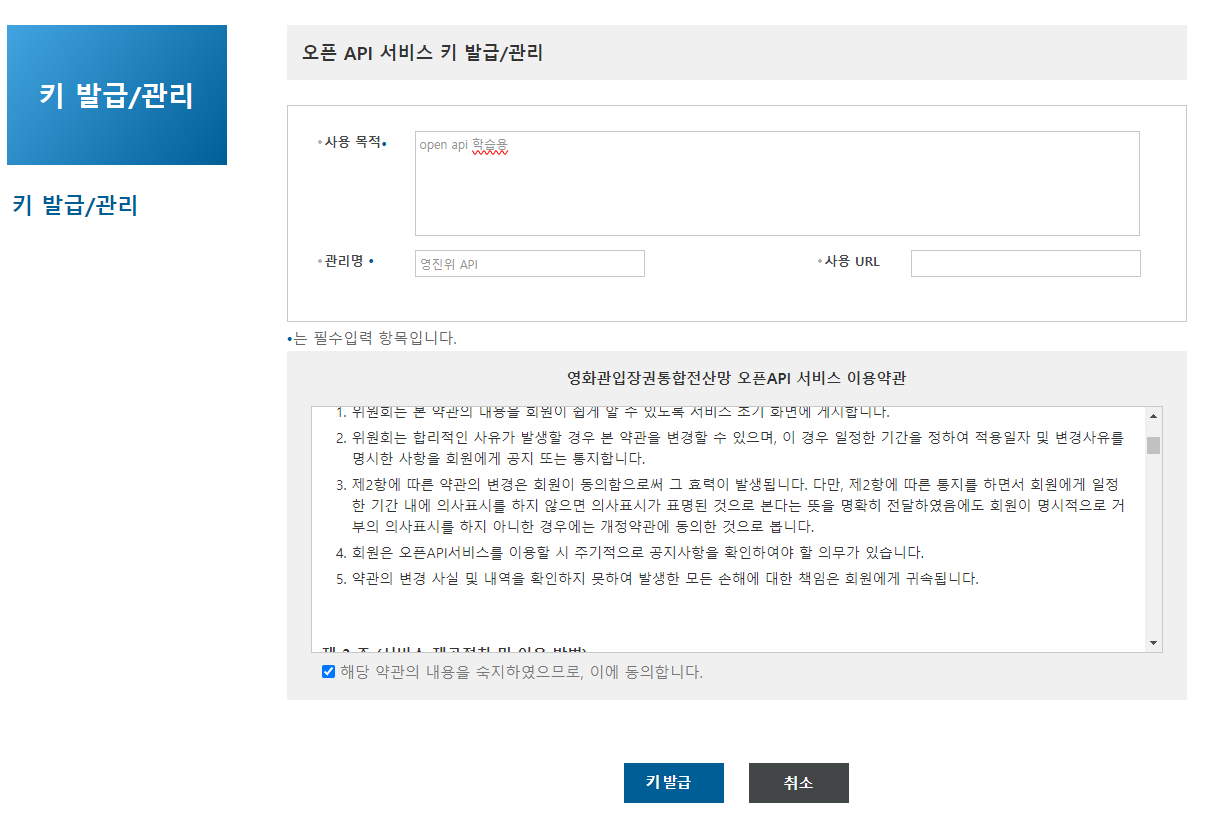 키 발급/관리
키 발급/관리
오픈 API 서비스 키 발급/관리
사용 목적•
open api 학습용
관리명 •
영진위 API
사용 URL
•는 필수입력 항목입니다.
영화관입장권통합전산망 오픈API 서비스 이용약관
1. 위원회는 본 약관의 내용을 회원이 쉽게 알 수 있도록 서비스 초기 화면에 게시합니다.
2. 위원회는 합리적인 사유가 발생할 경우 본 약관을 변경할 수 있으며, 이 경우 일정한 기간을 정하여 적용일자 및 변경사유를
명시한 사항을 회원에게 공지 또는 통지합니다.
3. 제2항에 따른 약관의 변경은 회원이 동의함으로써 그 효력이 발생됩니다. 다만, 제2항에 따른 통지를 하면서 회원에게 일정
한 기간 내에 의사표시를 하지 않으면 의사표시가 표명된 것으로 본다는 뜻을 명확히 전달하였음에도 회원이 명시적으로 거
부의 의사표시를 하지 아니한 경우에는 개정약관에 동의한 것으로 봅니다.
4. 회원은 오픈API서비스를 이용할 시 주기적으로 공지사항을 확인하여야 할 의무가 있습니다.
5. 약관의 변경 사실 및 내역을 확인하지 못하여 발생한 모든 손해에 대한 책임은 회원에게 귀속됩니다.
해당 약관의 내용을 숙지하였으므로, 이에 동의합니다.
키 발급
취소